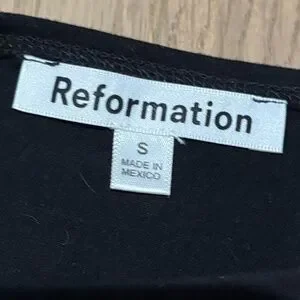 Reformation
S
MADE IN
MEXICO